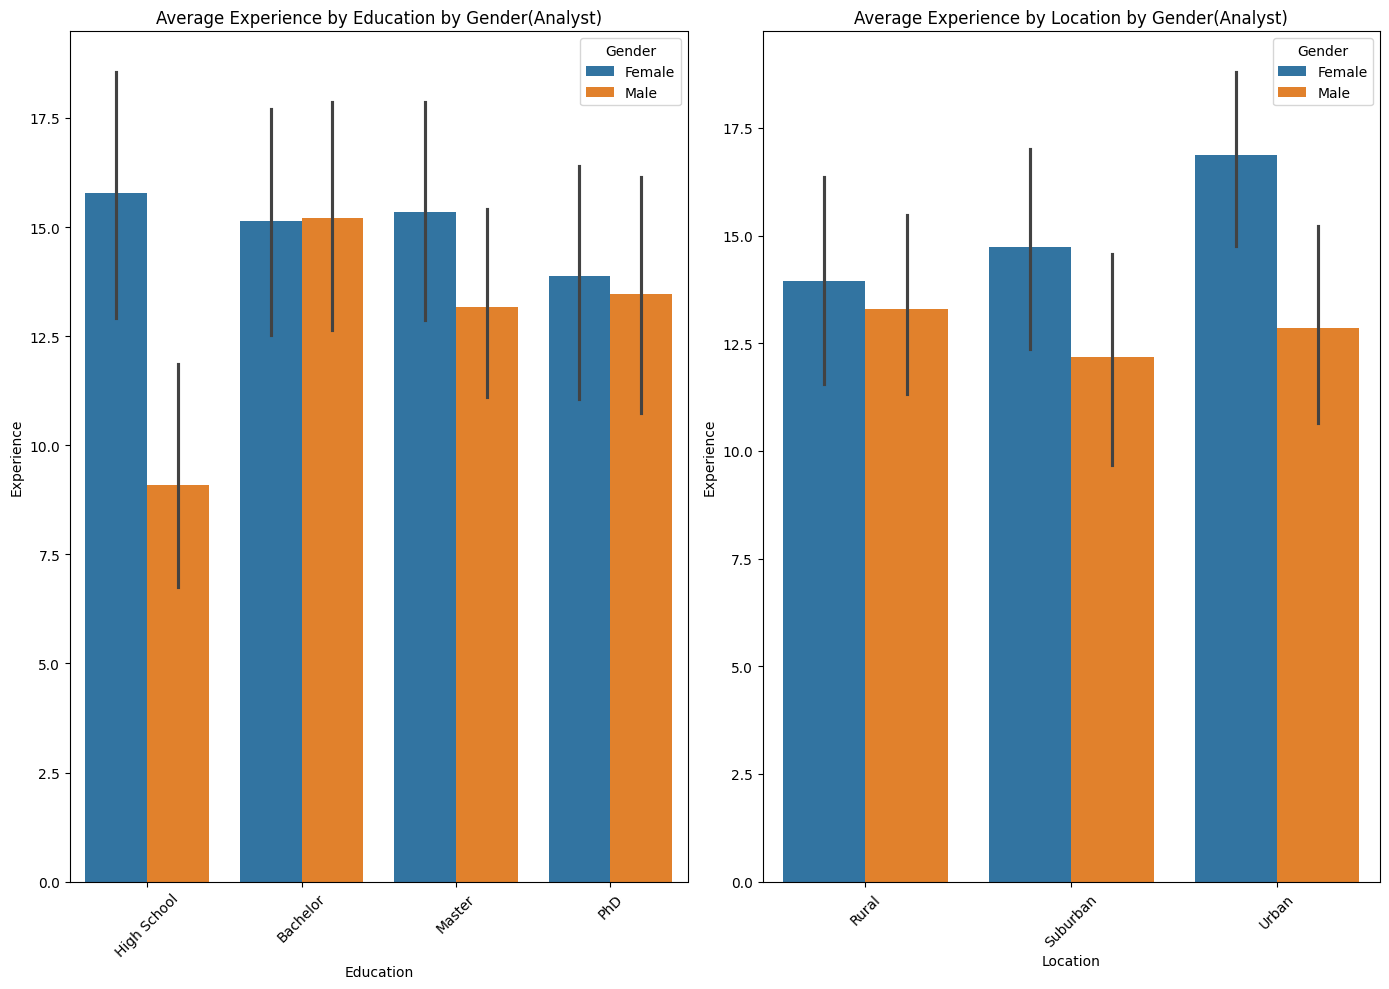 Average Experience by Education by Gender(Analyst)
Gender
Female
Male
17.5
15.0
12.5
10.0
7.5
5.0
2.5
0.0
Experience
High School
Bachelor
Master
PhD
Education
Average Experience by Location by Gender(Analyst)
Gender
Female
Male
17.5
15.0
12.5
10.0
7.5
5.0
2.5
0.0
Experience
Rural
Suburban
Urban
Location